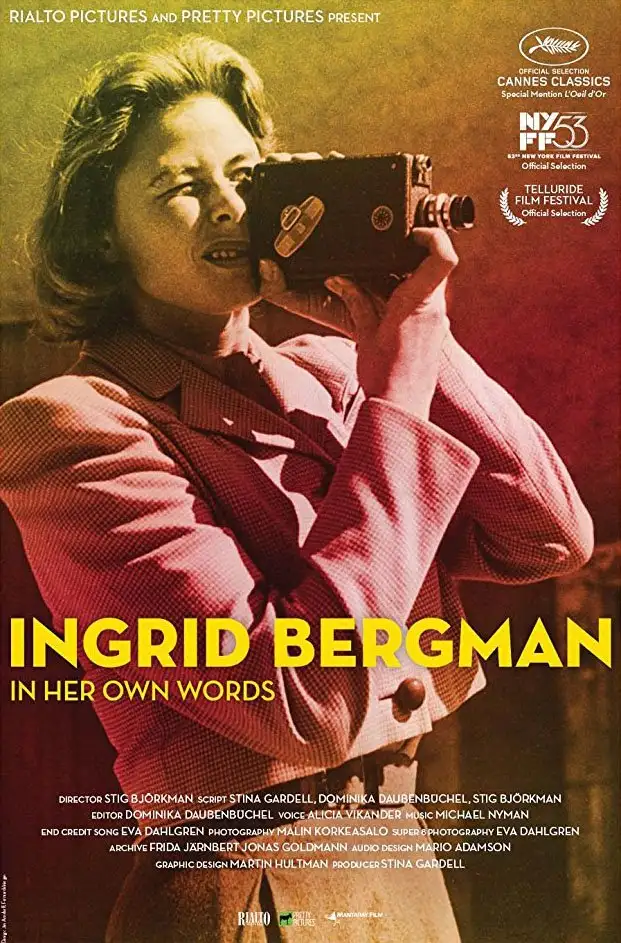 RIALTO PICTURES AND PRETTY PICTURES PRESENT
OFFICIAL SELECTION
CANNES CLASSICS
Special Mention L'Oeil d'Or
NY
FF53
53RD NEW YORK FILM FESTIVAL
Official Selection
TELLURIDE
FILM FESTIVAL
Official Selection
INGRID BERGMAN
IN HER OWN WORDS
DIRECTOR STIG BJÖRKMAN SCRIPT STINA GARDELL, DOMINIKA DAUBENBÜCHEL, STIG BJÖRKMAN
EDITOR DOMINIKA DAUBENBÜCHEL VOICE ALICIA VIKANDER MUSIC MICHAEL NYMAN
END CREDIT SONG EVA DAHLGREN PHOTOGRAPHY MALIN KORKEASALO SUPER 8 PHOTOGRAPHY EVA DAHLGREN
ARCHIVE FRIDA JÄRNBERT JONAS GOLDMANN AUDIO DESIGN MARIO ADAMSON
GRAPHIC DESIGN MARTIN HULTMAN PRODUCER STINA GARDELL
RIALTO
PRETTY PICTURES
MANTARAY FILM